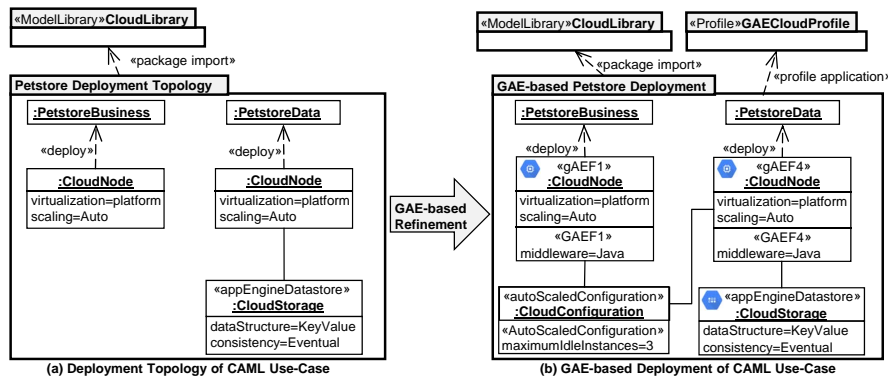 «ModelLibrary»CloudLibrary
«package import»
Petstore Deployment Topology
:PetstoreBusiness
:PetstoreData
«deploy»
«deploy»
:CloudNode
virtualization=platform
scaling=Auto
:CloudNode
virtualization=platform
scaling=Auto
«appEngineDatastore»
:CloudStorage
dataStructure=KeyValue
consistency=Eventual
(a) Deployment Topology of CAML Use-Case
GAE-based
Refinement
«ModelLibrary»CloudLibrary
«Profile»GAECloudProfile
«package import»
«profile application»
GAE-based Petstore Deployment
:PetstoreBusiness
:PetstoreData
«deploy»
«deploy»
«gAEF1»
:CloudNode
virtualization=platform
scaling=Auto
«GAEF1»
middleware=Java
«gAEF4»
:CloudNode
virtualization=platform
scaling=Auto
«GAEF4»
middleware=Java
«autoScaledConfiguration»
:CloudConfiguration
«AutoScaledConfiguration»
maximumIdleInstances=3
«appEngineDatastore»
:CloudStorage
dataStructure=KeyValue
consistency=Eventual
(b) GAE-based Deployment of CAML Use-Case